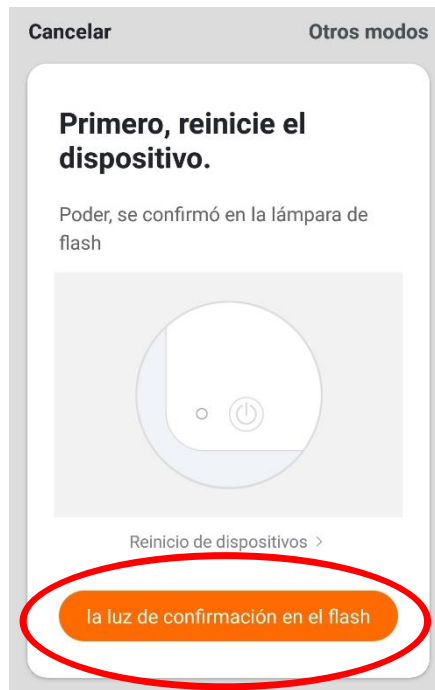 Cancelar
Otros modos
Primero, reinicie el
dispositivo.
Poder, se confirmó en la lámpara de
flash
Reinicio de dispositivos >
la luz de confirmación en el flash